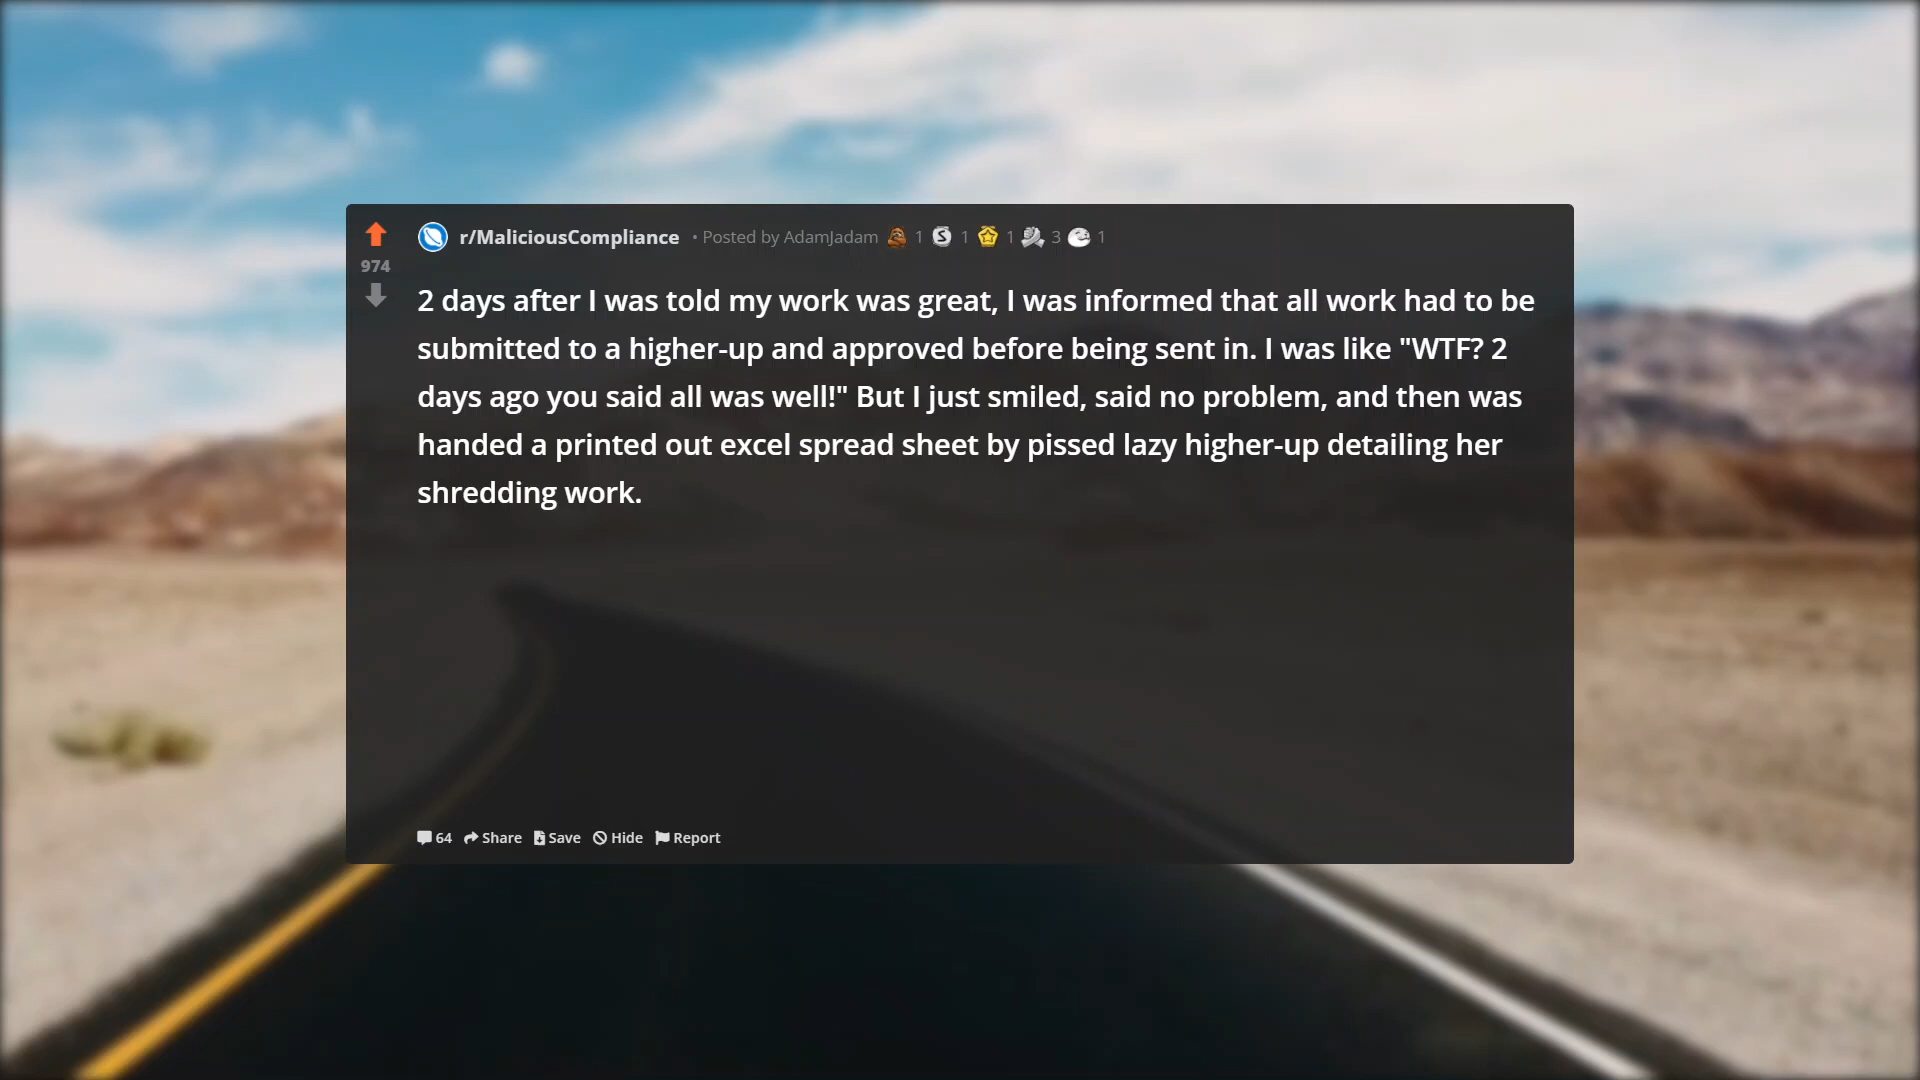 r/MaliciousCompliance • Posted by AdamJadam 1 1 1 3 1
974
2 days after I was told my work was great, I was informed that all work had to be
submitted to a higher-up and approved before being sent in. I was like "WTF? 2
days ago you said all was well!" But I just smiled, said no problem, and then was
handed a printed out excel spread sheet by pissed lazy higher-up detailing her
shredding work.
64 Share Save Hide Report